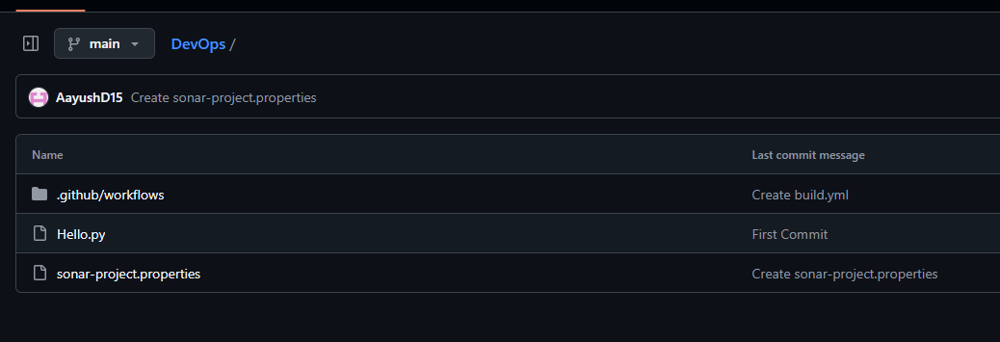 main DevOps /
AayushD15 Create sonar-project.properties
Name Last commit message
.github/workflows Create build.yml
Hello.py First Commit
sonar-project.properties Create sonar-project.properties